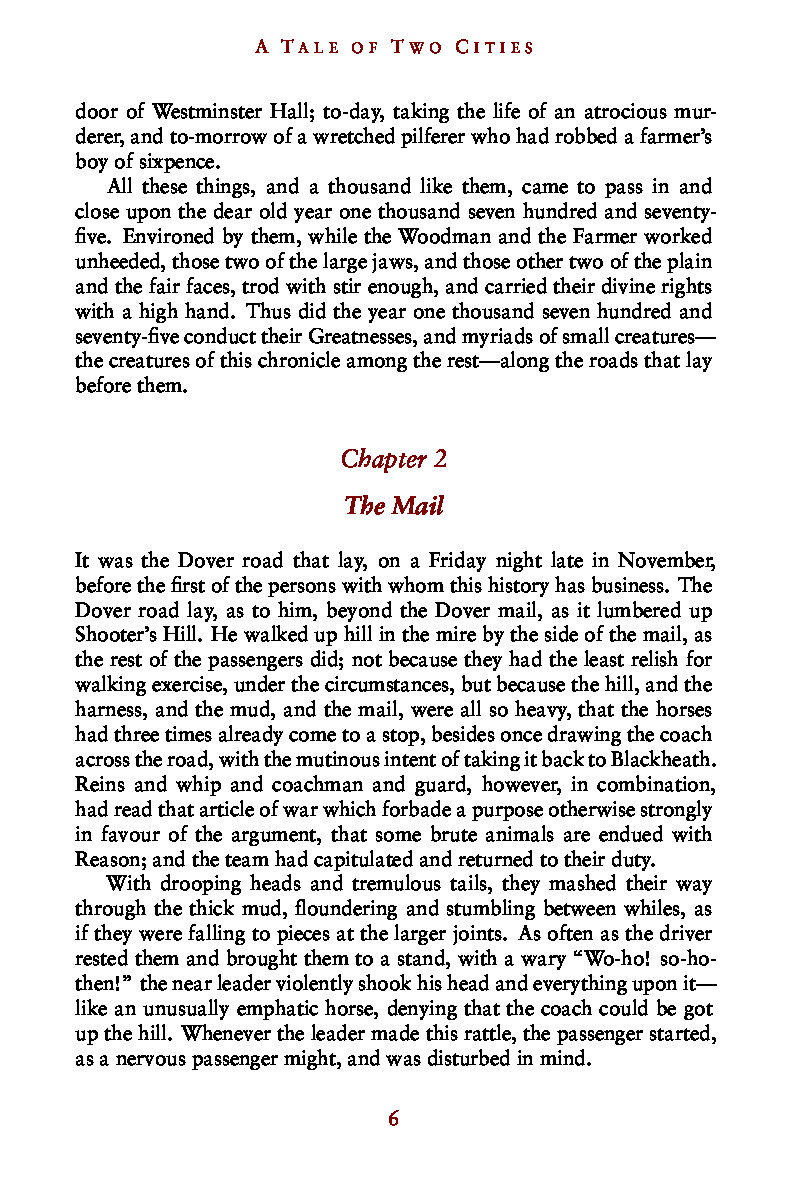 A TALE OF TWO CITIES
door of Westminster Hall; to-day, taking the life of an atrocious mur-
derer, and to-morrow of a wretched pilferer who had robbed a farmer’s
boy of sixpence.
All these things, and a thousand like them, came to pass in and
close upon the dear old year one thousand seven hundred and seventy-
five. Environed by them, while the Woodman and the Farmer worked
unheeded, those two of the large jaws, and those other two of the plain
and the fair faces, trod with stir enough, and carried their divine rights
with a high hand. Thus did the year one thousand seven hundred and
seventy-five conduct their Greatnesses, and myriads of small creatures—
the creatures of this chronicle among the rest—along the roads that lay
before them.
Chapter 2
The Mail
It was the Dover road that lay, on a Friday night late in November,
before the first of the persons with whom this history has business. The
Dover road lay, as to him, beyond the Dover mail, as it lumbered up
Shooter’s Hill. He walked up hill in the mire by the side of the mail, as
the rest of the passengers did; not because they had the least relish for
walking exercise, under the circumstances, but because the hill, and the
harness, and the mud, and the mail, were all so heavy, that the horses
had three times already come to a stop, besides once drawing the coach
across the road, with the mutinous intent of taking it back to Blackheath.
Reins and whip and coachman and guard, however, in combination,
had read that article of war which forbade a purpose otherwise strongly
in favour of the argument, that some brute animals are endued with
Reason; and the team had capitulated and returned to their duty.
With drooping heads and tremulous tails, they mashed their way
through the thick mud, floundering and stumbling between whiles, as
if they were falling to pieces at the larger joints. As often as the driver
rested them and brought them to a stand, with a wary “Wo-ho! so-ho-
then!” the near leader violently shook his head and everything upon it—
like an unusually emphatic horse, denying that the coach could be got
up the hill. Whenever the leader made this rattle, the passenger started,
as a nervous passenger might, and was disturbed in mind.
6